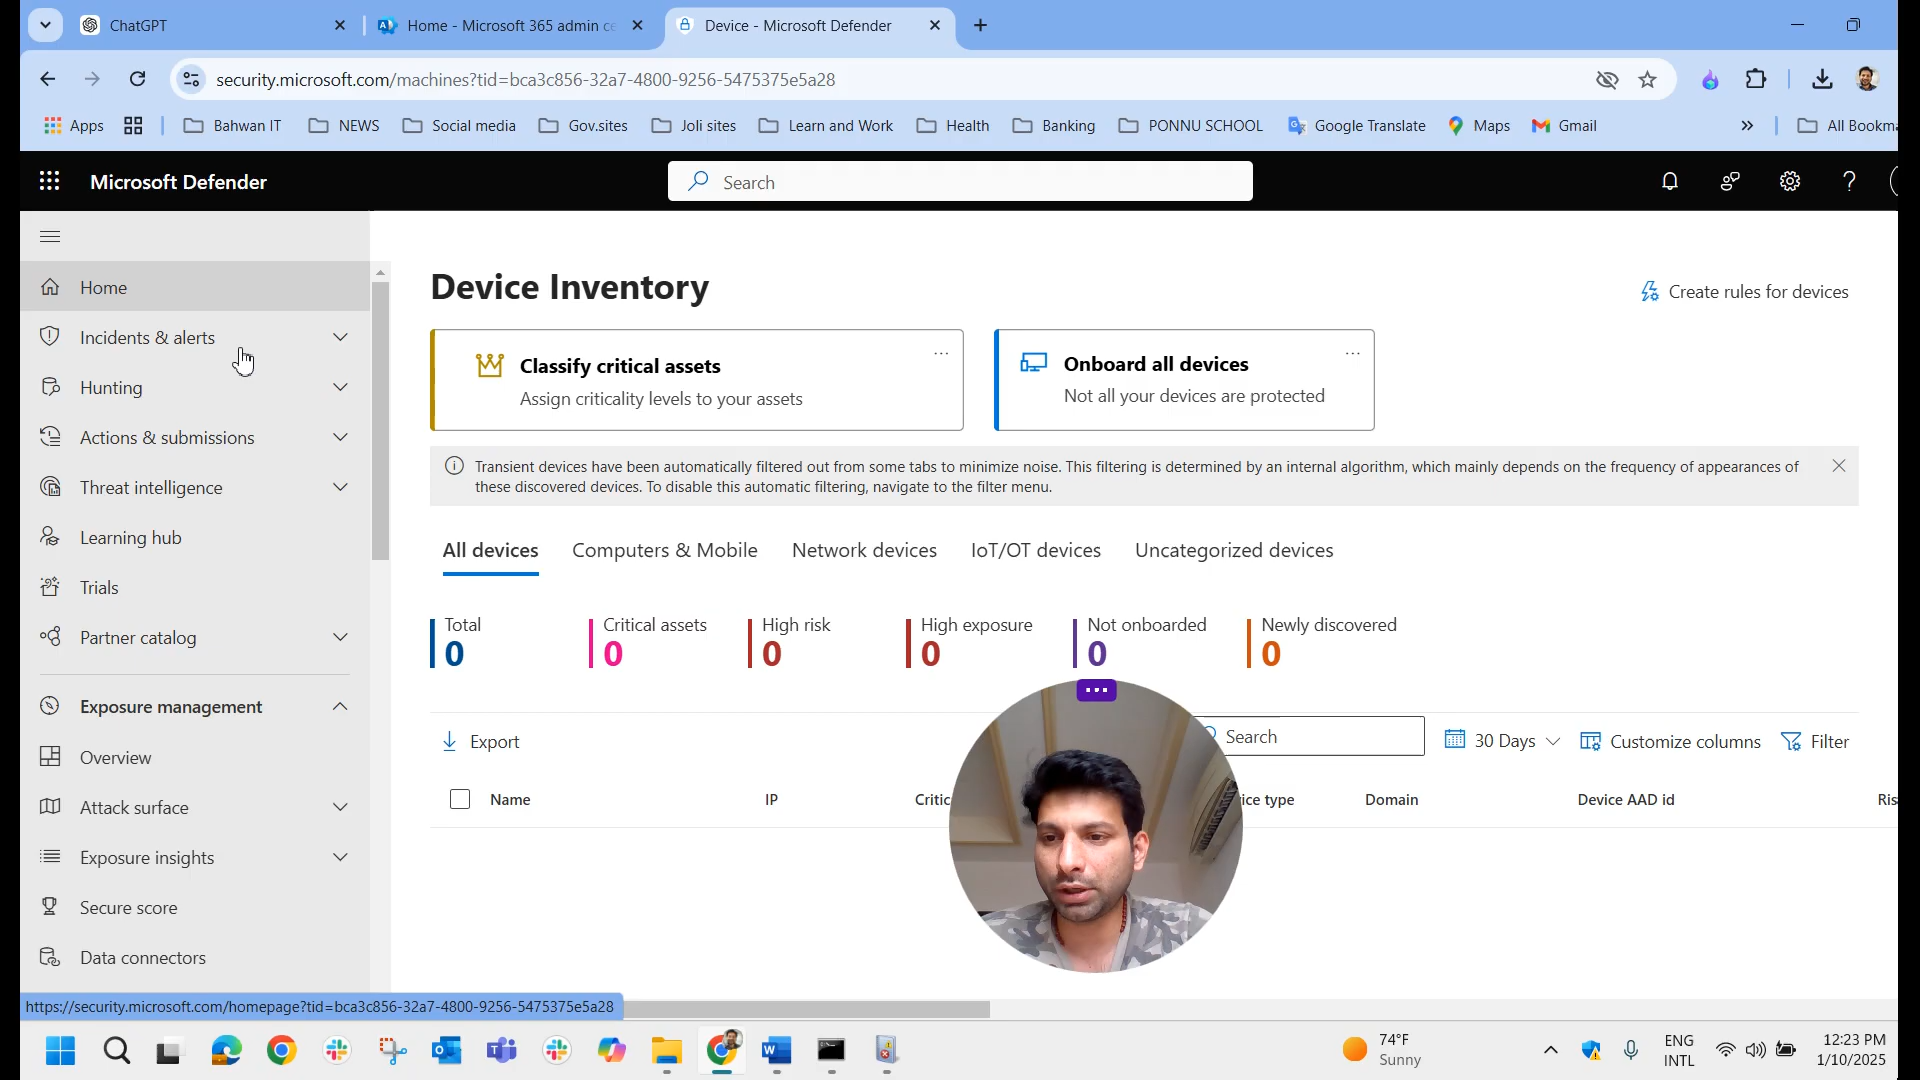 ChatGPT
Home - Microsoft 365 admin ce
Device - Microsoft Defender
security.microsoft.com/machines?tid=bca3c856-32a7-4800-9256-5475375e5a28
Apps
Bahwan IT
NEWS
Social media
Gov.sites
Joli sites
Learn and Work
Health
Banking
PONNU SCHOOL
Google Translate
Maps
Gmail
All Bookma
Microsoft Defender
Search
Home
Incidents & alerts
Hunting
Actions & submissions
Threat intelligence
Learning hub
Trials
Partner catalog
Exposure management
Overview
Attack surface
Exposure insights
Secure score
Data connectors
Device Inventory
Create rules for devices
Classify critical assets
Assign criticality levels to your assets
Onboard all devices
Not all your devices are protected
Transient devices have been automatically filtered out from some tabs to minimize noise. This filtering is determined by an internal algorithm, which mainly depends on the frequency of appearances of
these discovered devices. To disable this automatic filtering, navigate to the filter menu.
All devices
Computers & Mobile
Network devices
IoT/OT devices
Uncategorized devices
Total
0
Critical assets
0
High risk
0
High exposure
0
Not onboarded
0
Newly discovered
0
Export
Search
30 Days
Customize columns
Filter
Name
IP
Critic
ice type
Domain
Device AAD id
Ris
https://security.microsoft.com/homepage?tid=bca3c856-32a7-4800-9256-5475375e5a28
74°F
Sunny
ENG
INTL
12:23 PM
1/10/2025